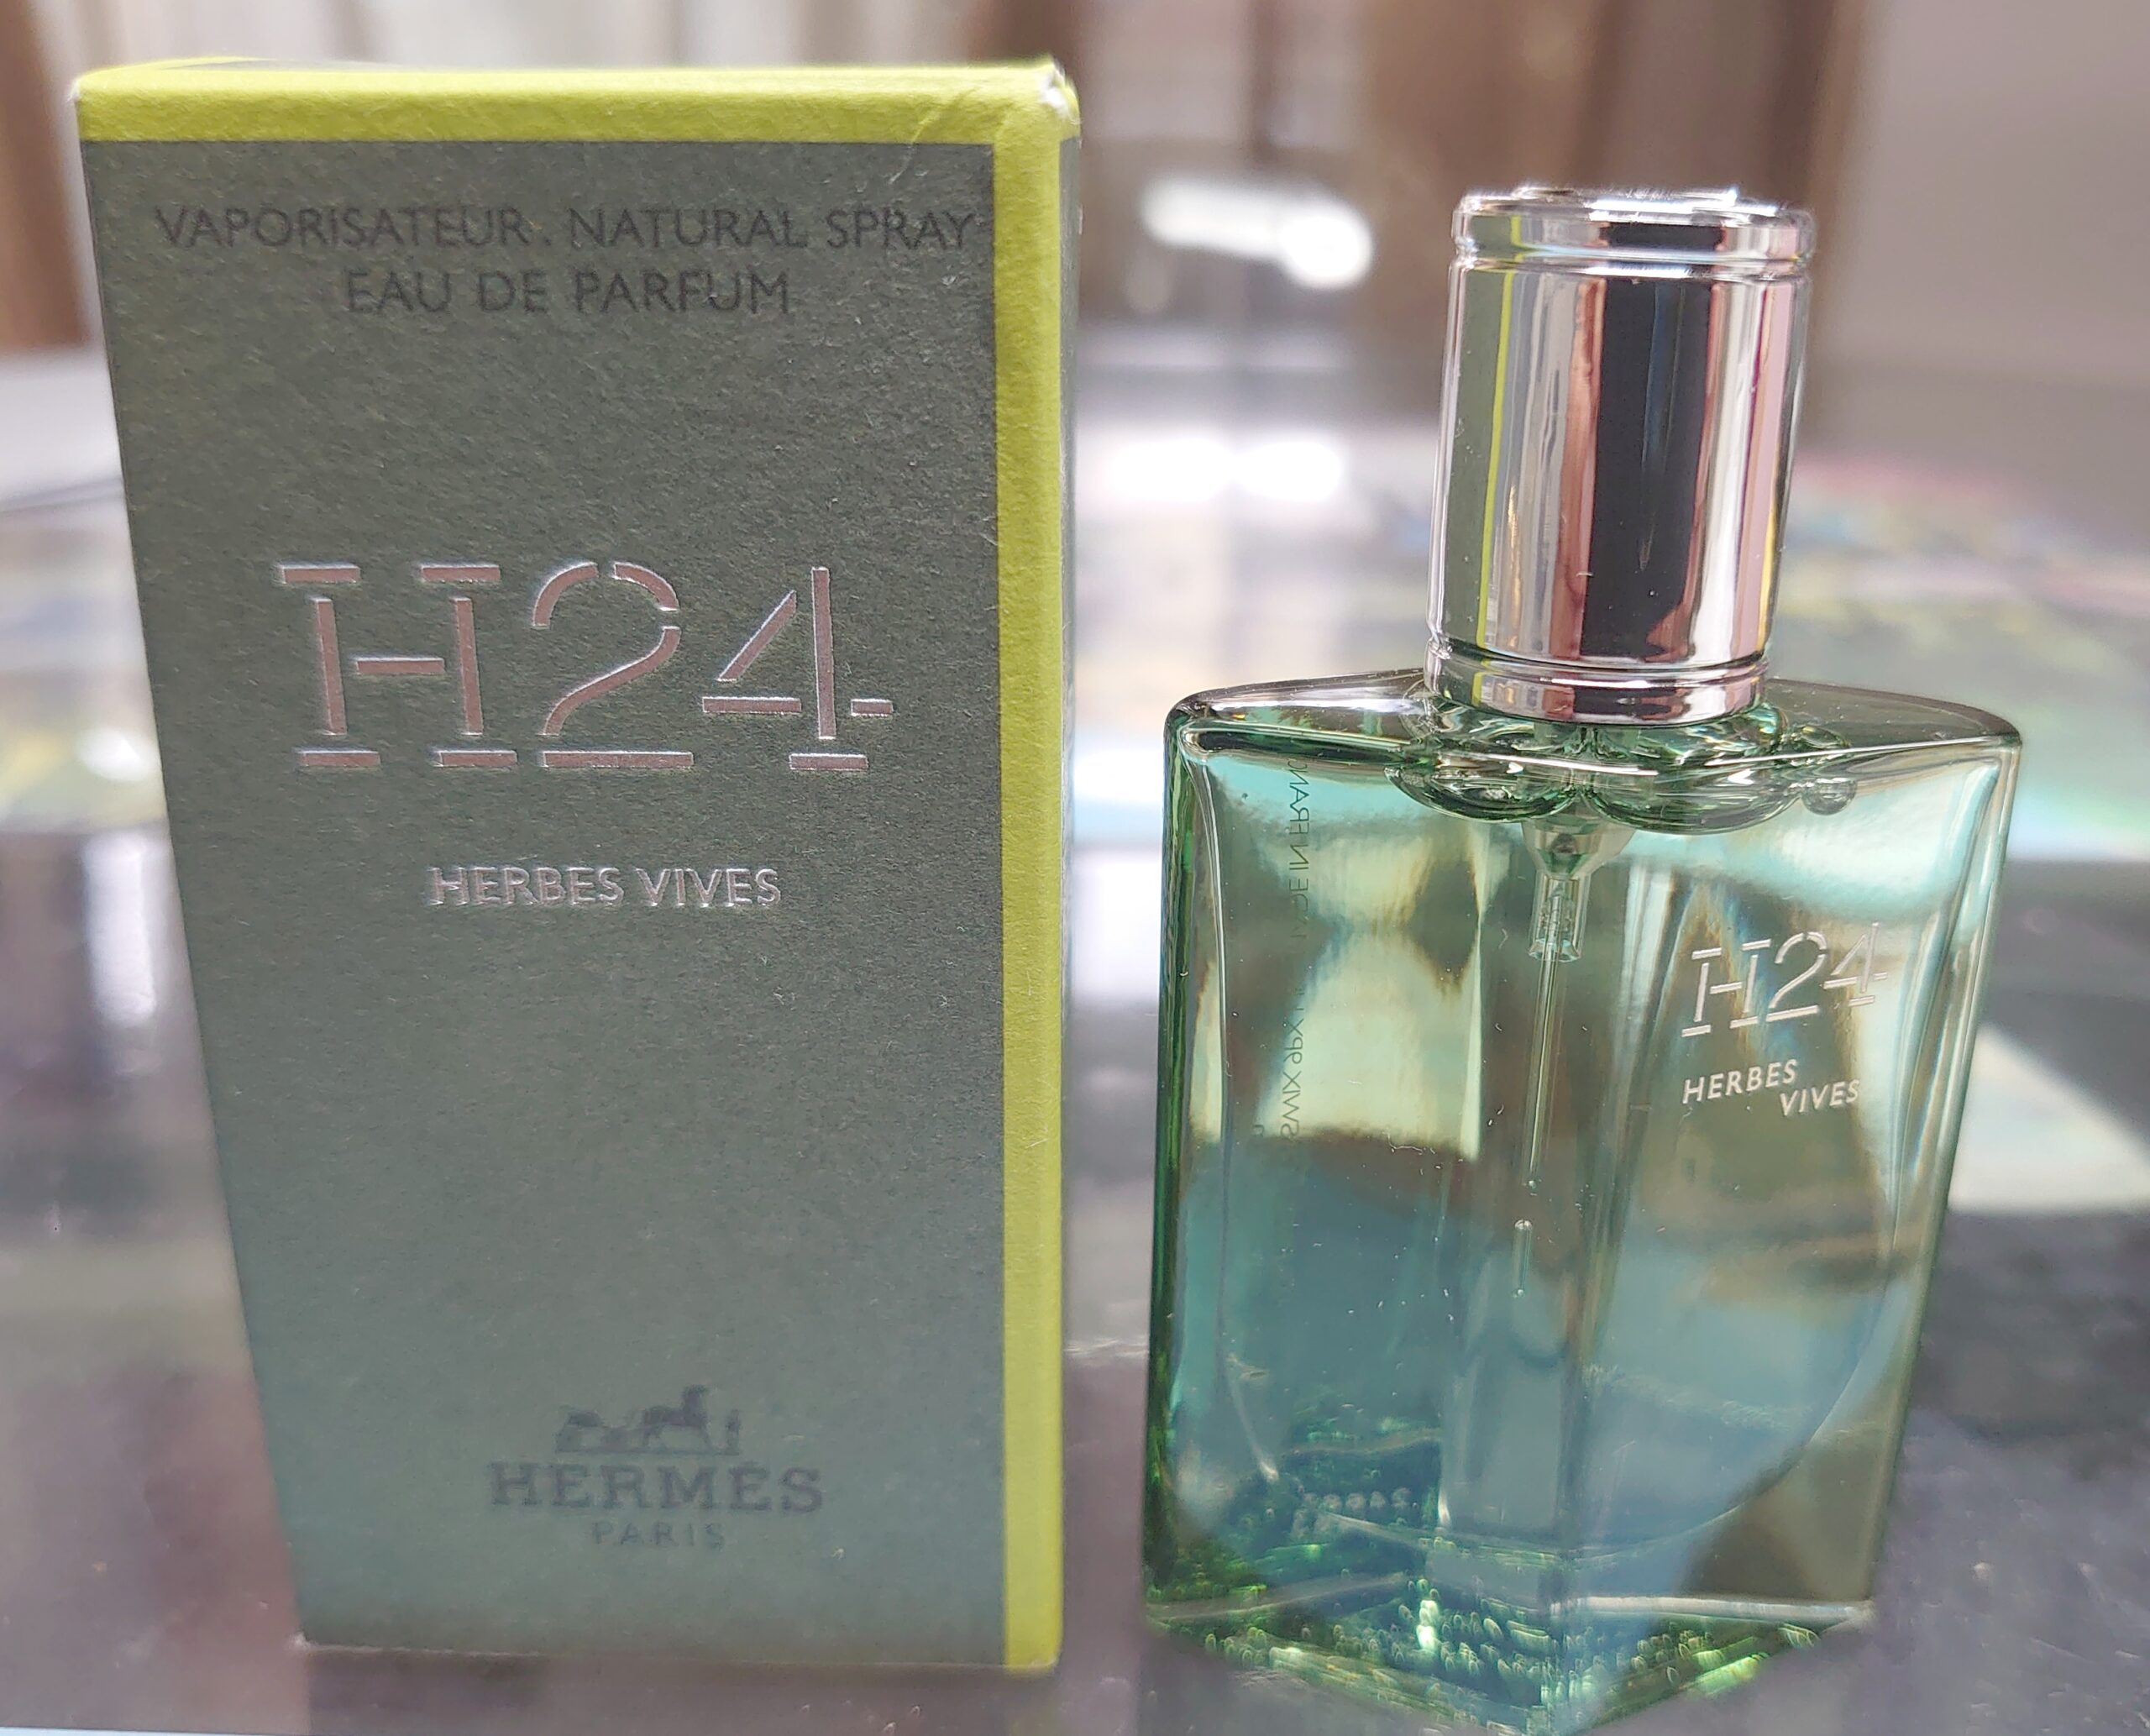 VAPORISATEUR . NATURAL SPRAY
EAU DE PARFUM
H24
HERBES VIVES
HERMÈS
PARIS
H24
HERBES
VIVES